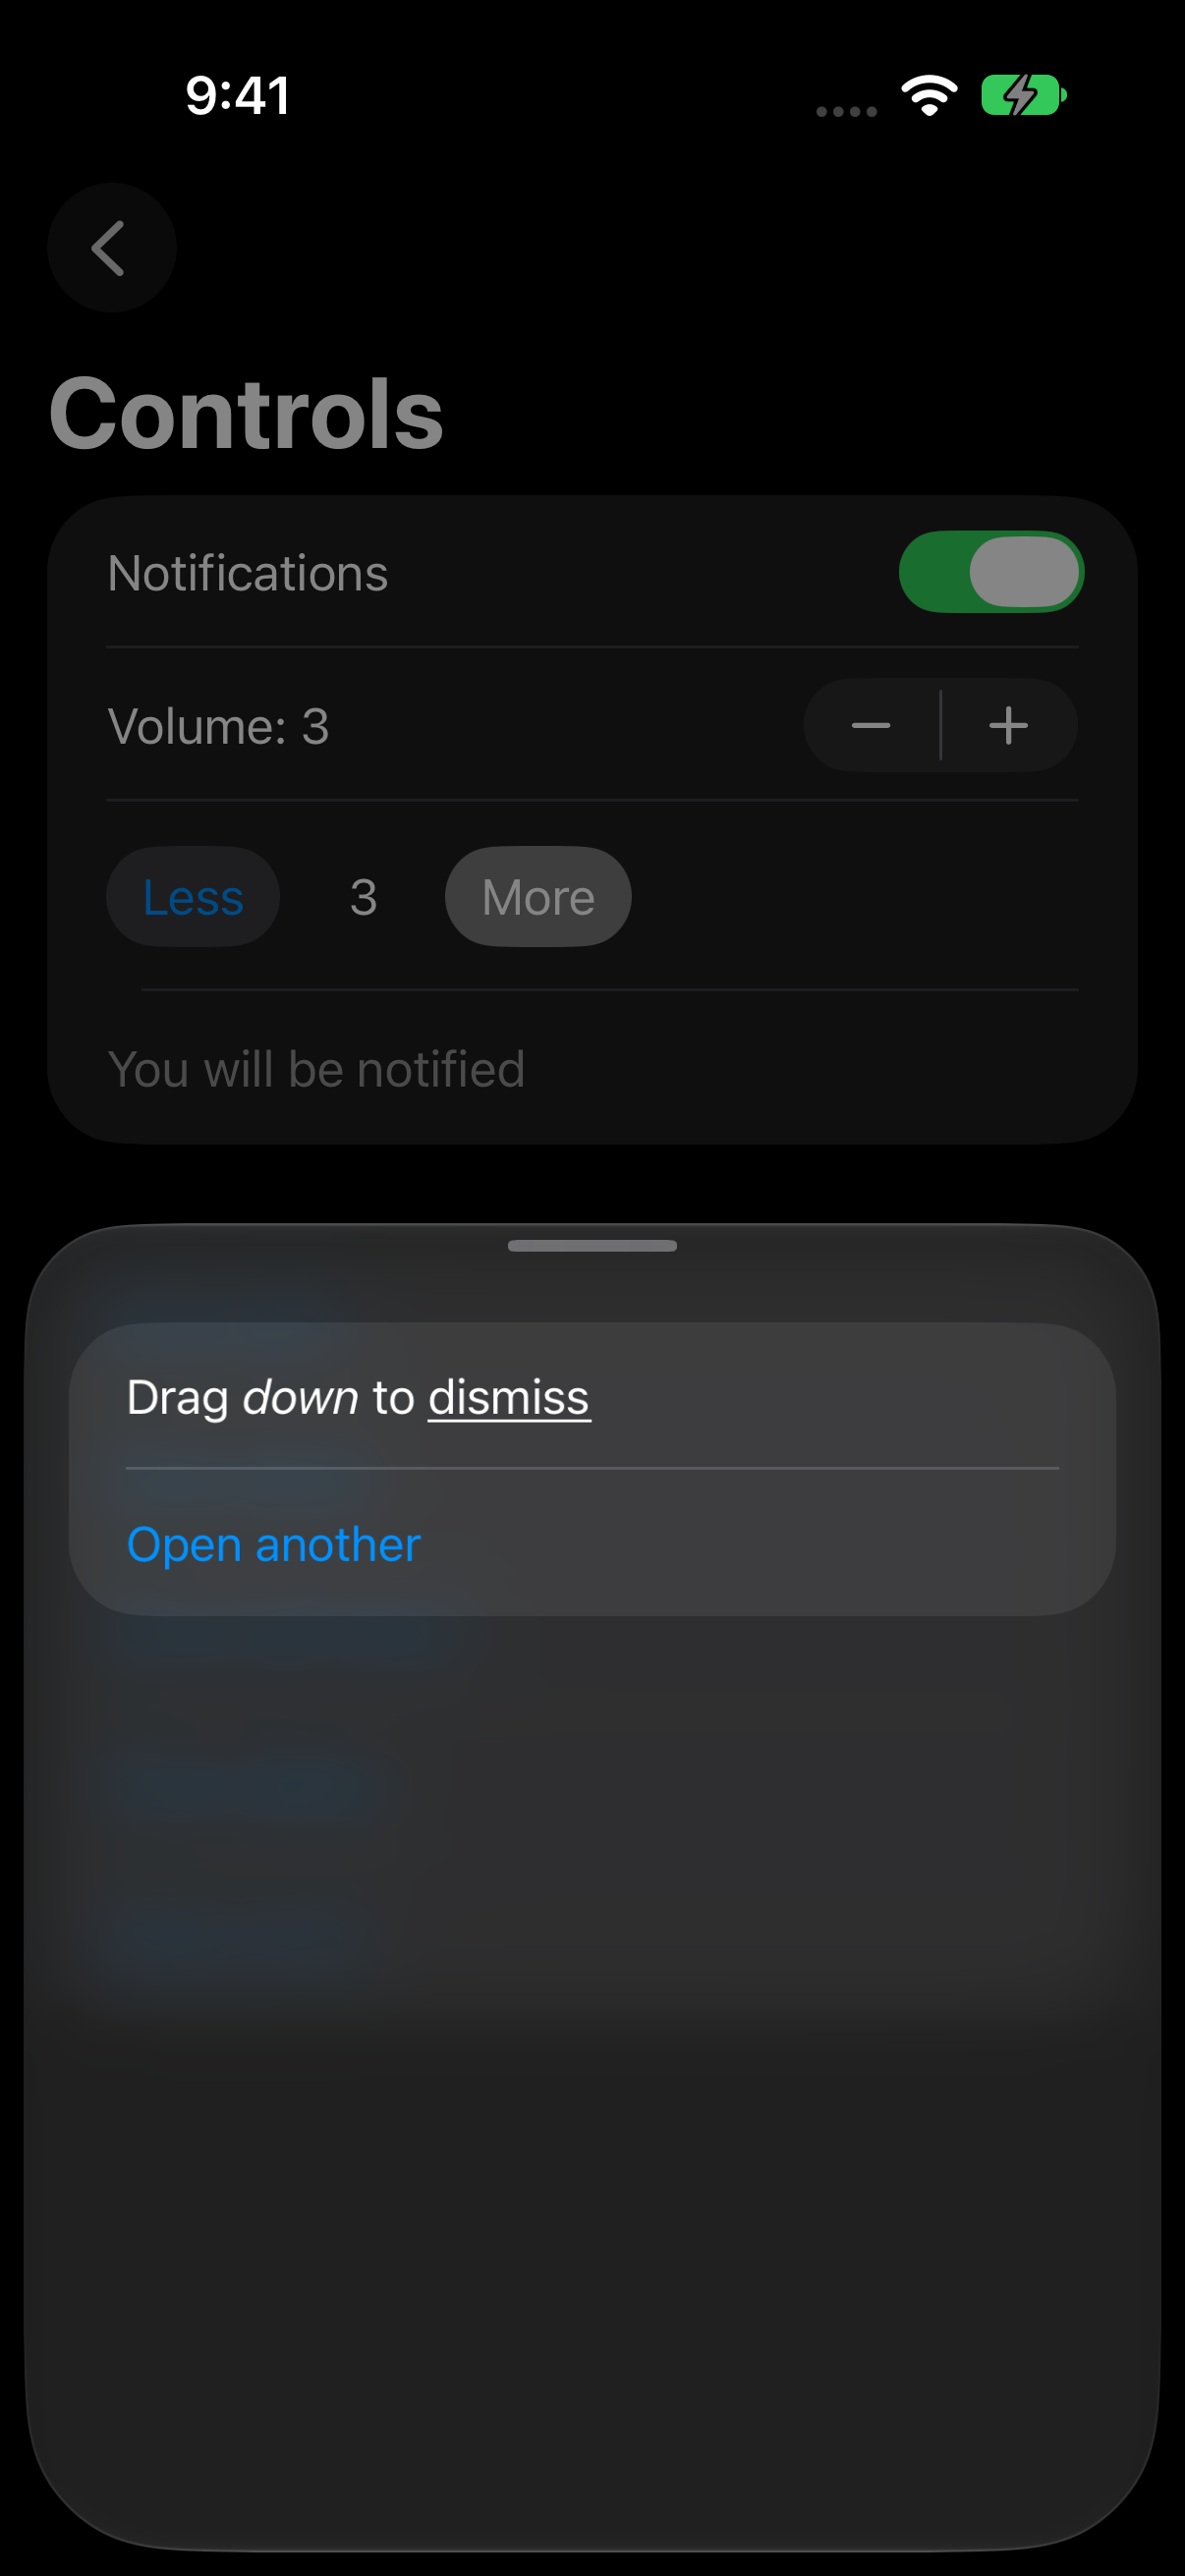 9:41
Controls
Notifications
Volume: 3
Less 3 More
You will be notified
Drag down to dismiss
Open another